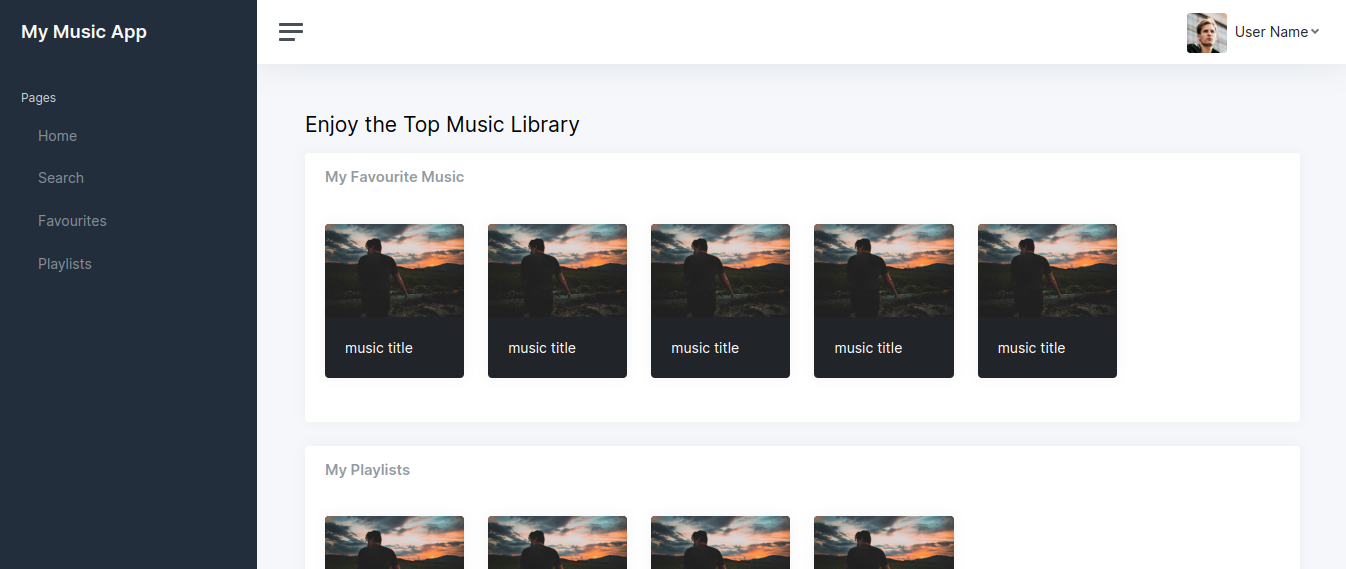 My Music App
User Name
Pages
Home
Search
Favourites
Playlists
Enjoy the Top Music Library
My Favourite Music
music title music title music title music title music title
My Playlists